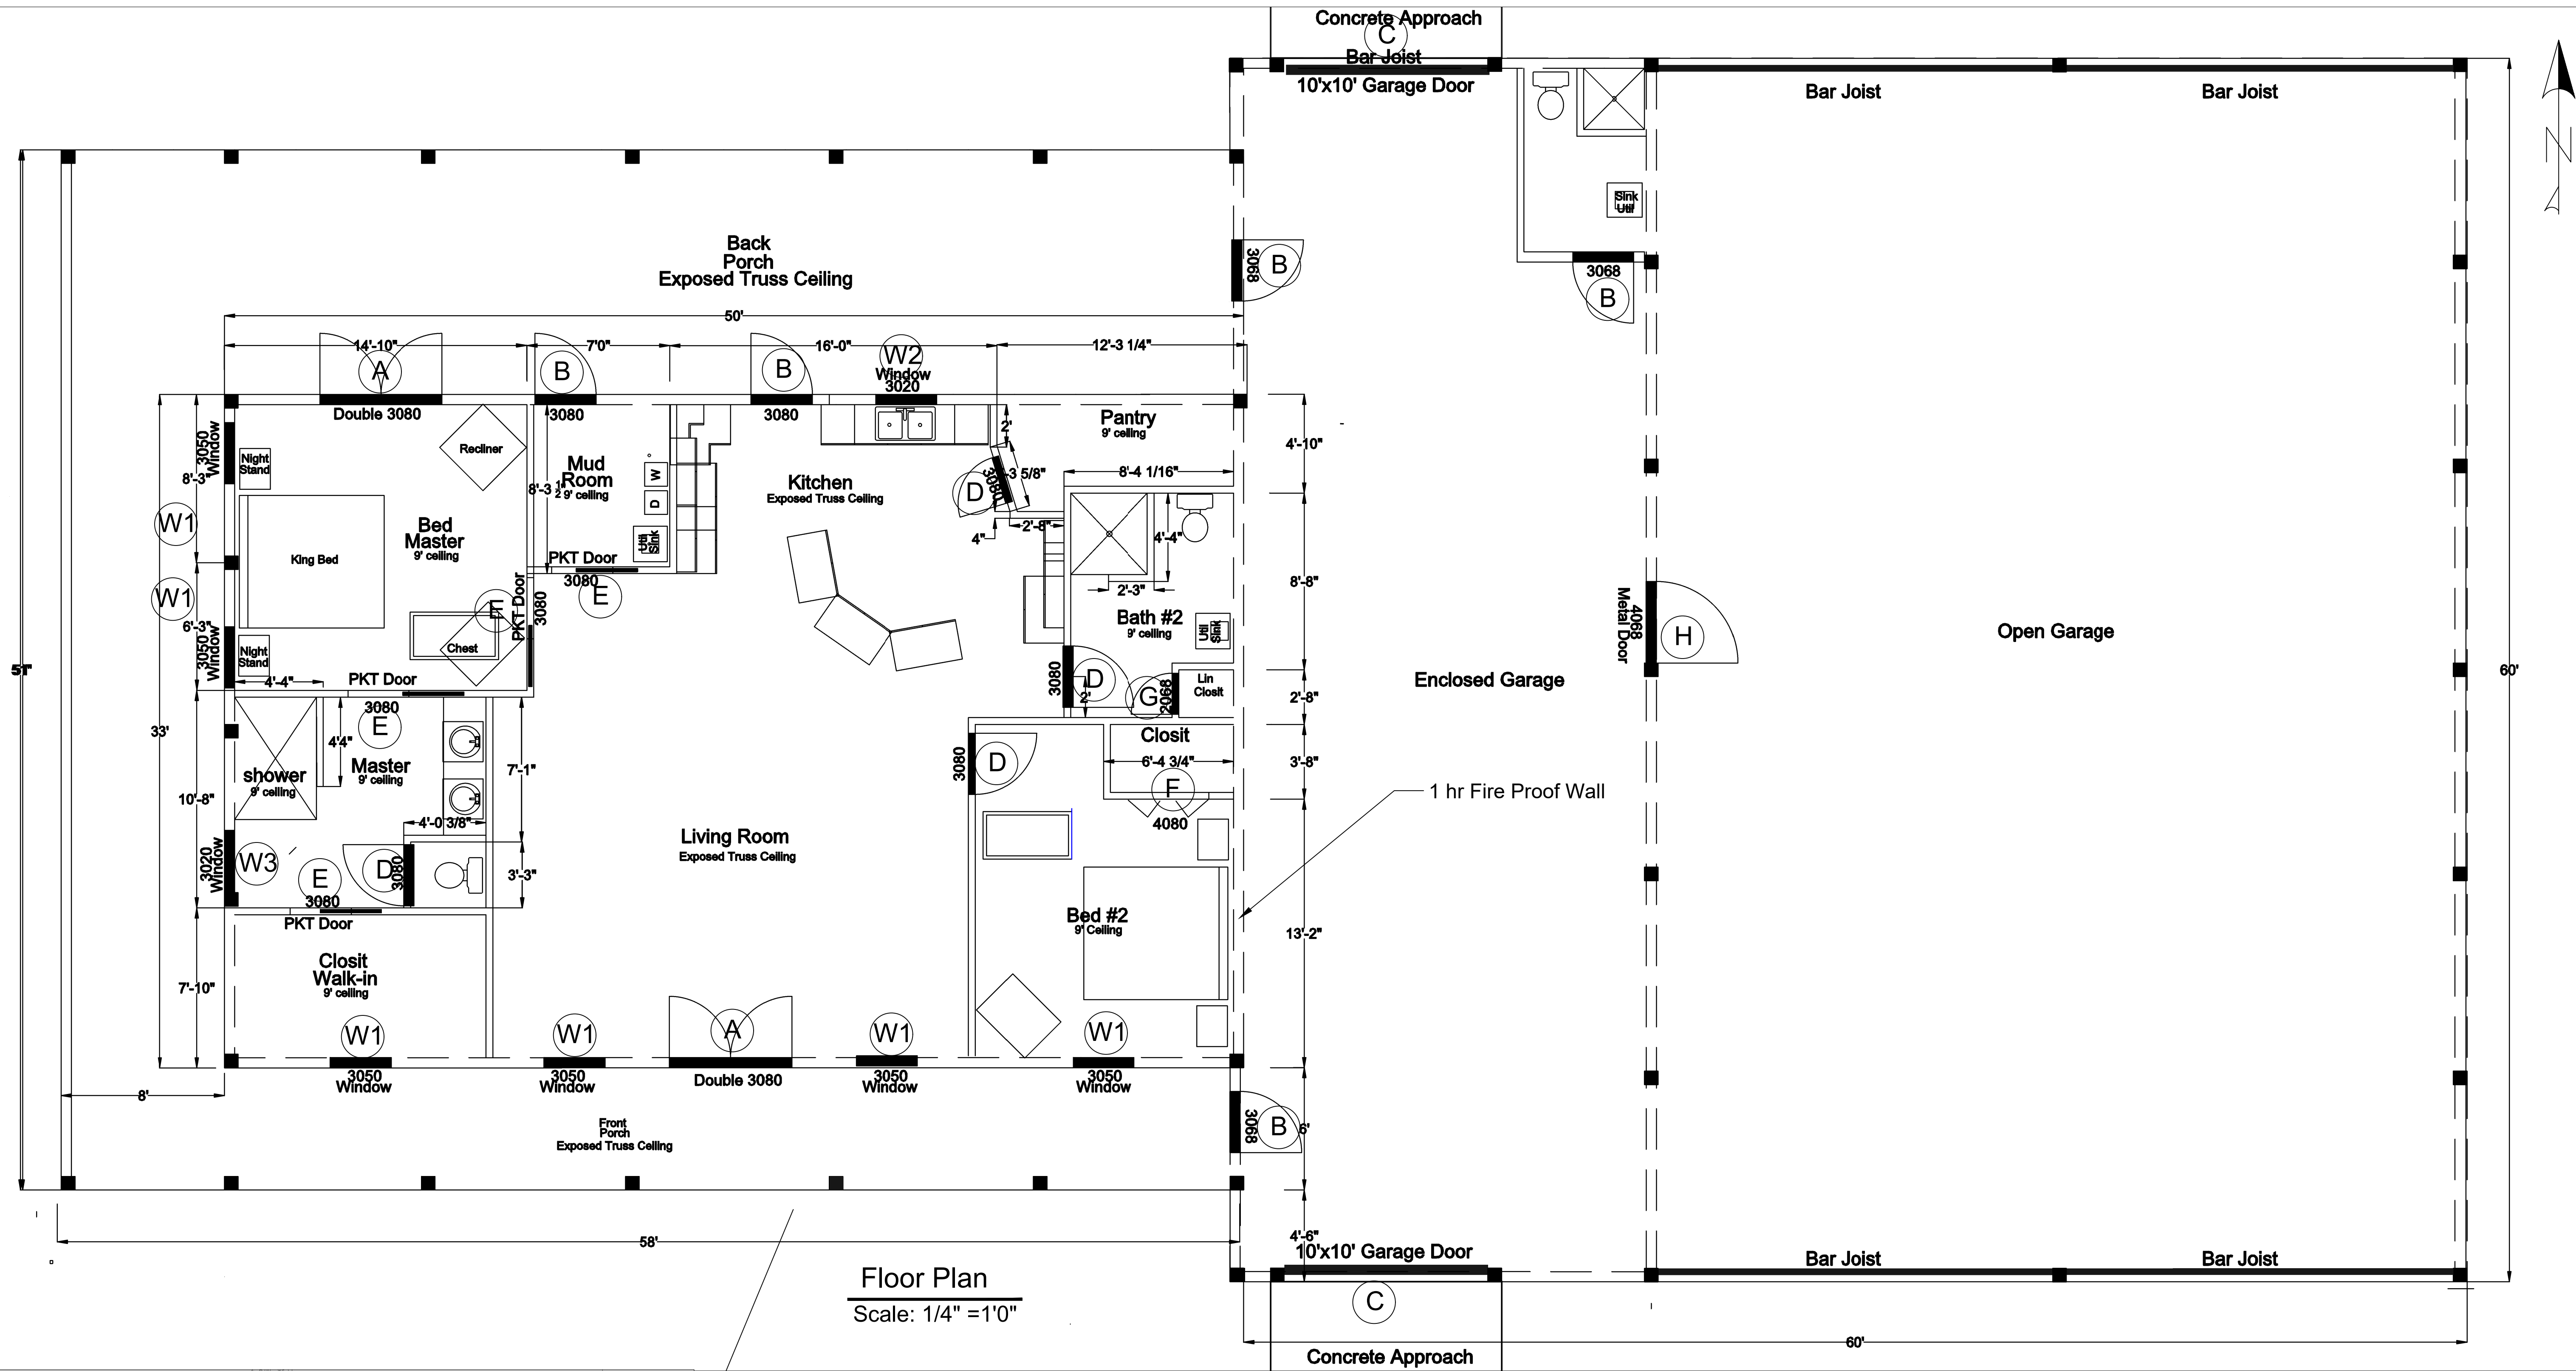 Concrete Approach
C
Bar Joist
10'x10' Garage Door
Bar Joist
Bar Joist
N
Sink
Util
3068
B
3068
B
Back
Porch
Exposed Truss Ceiling
50'
14'-10"
7'0"
16'-0"
12'-3 1/4"
A
B
B
W2
Window
3020
Double 3080
3080
3080
Pantry
9' ceiling
2'
4'-10"
3050
Window
8'-3"
Night
Stand
Recliner
Mud
Room
9' ceiling
8'-3 1/2"
W
D
Util
Sink
Kitchen
Exposed Truss Ceiling
D
3080
-3 5/8"
8'-4 1/16"
2'-8"
4"
W1
Bed
Master
9' ceiling
King Bed
PKT Door
3080
E
4'-4"
2'-3"
8'-8"
W1
6'-3"
3050
Window
E
PKT Door
3080
Night
Stand
Chest
Bath #2
9' ceiling
Util
Sink
4068
Metal Door
H
Open Garage
Enclosed Garage
51'
60'
4'-4"
PKT Door
3080
E
3080
D
2'
G
2068
Lin
Closit
2'-8"
33'
4'4"
shower
9' ceiling
Master
9' ceiling
7'-1"
3080
D
Closit
6'-4 3/4"
F
4080
3'-8"
10'-8"
4'-0 3/8"
1 hr Fire Proof Wall
Living Room
Exposed Truss Ceiling
3020
Window
W3
E
3080
D
3080
3'-3"
PKT Door
Bed #2
9' Ceiling
13'-2"
Closit
Walk-in
9' ceiling
7'-10"
W1
W1
A
W1
W1
3050
Window
3050
Window
Double 3080
3050
Window
3050
Window
8'
Front
Porch
Exposed Truss Ceiling
3068
B
6'
58'
4'-6"
10'x10' Garage Door
Bar Joist
Bar Joist
Floor Plan
Scale: 1/4" =1'0"
C
60'
Concrete Approach